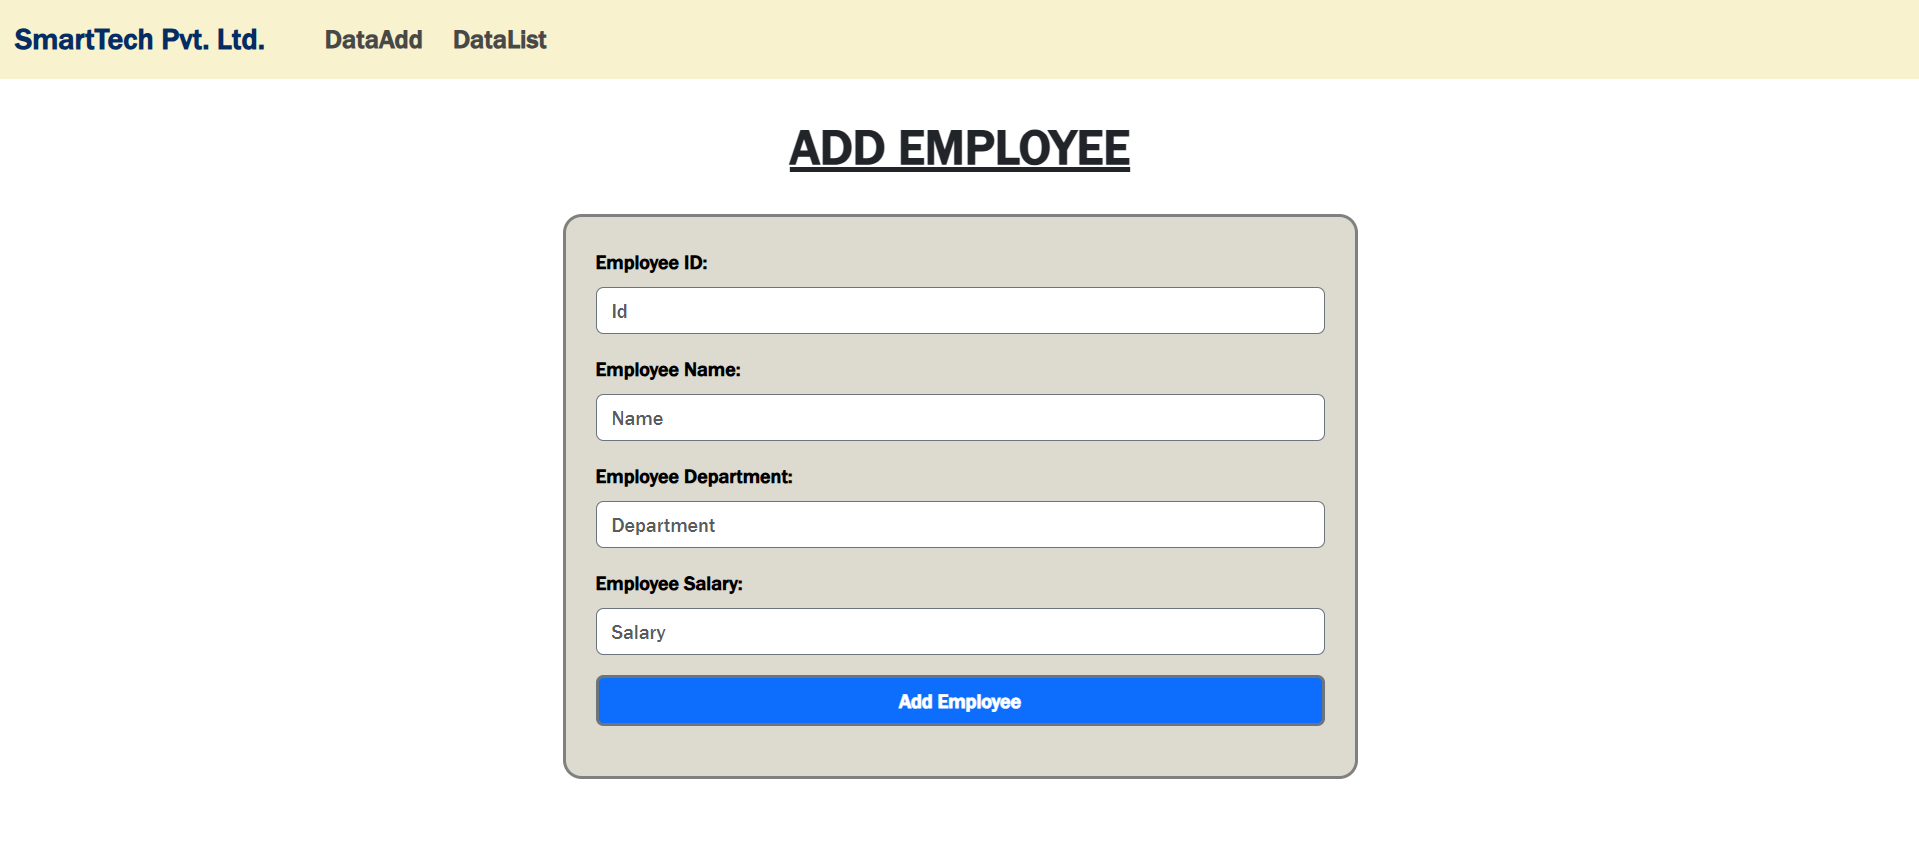 SmartTech Pvt. Ltd. DataAdd DataList
ADD EMPLOYEE
Employee ID:
Id
Employee Name:
Name
Employee Department:
Department
Employee Salary:
Salary
Add Employee